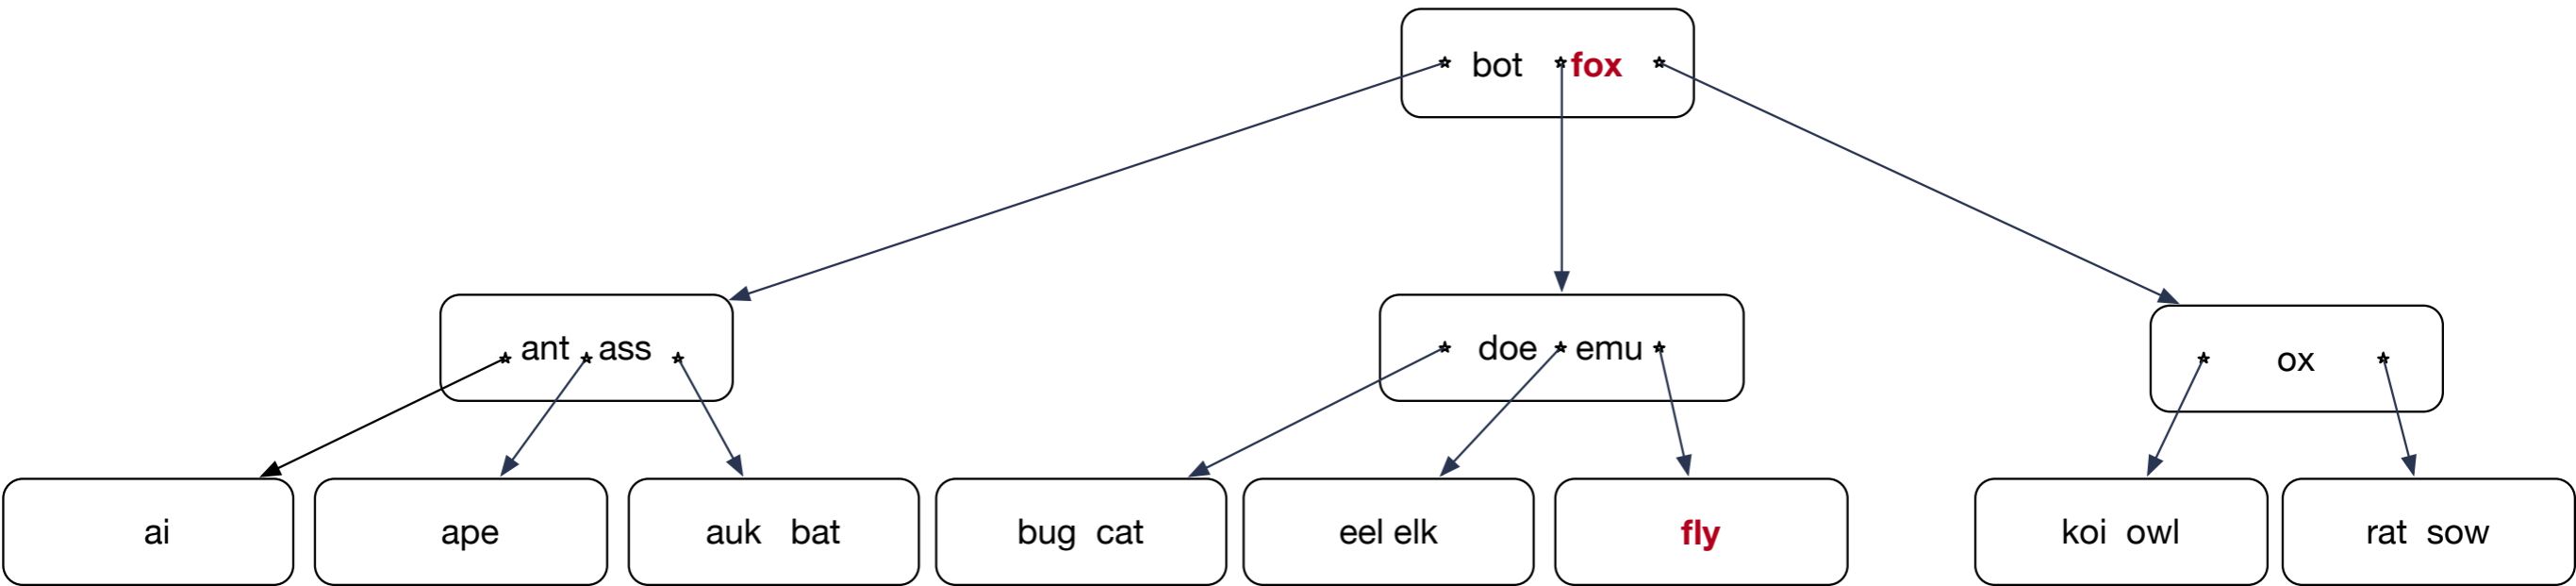 bot fox
ant ass
doe emu
ox
ai
ape
auk bat
bug cat
eel elk
fly
koi owl
rat sow